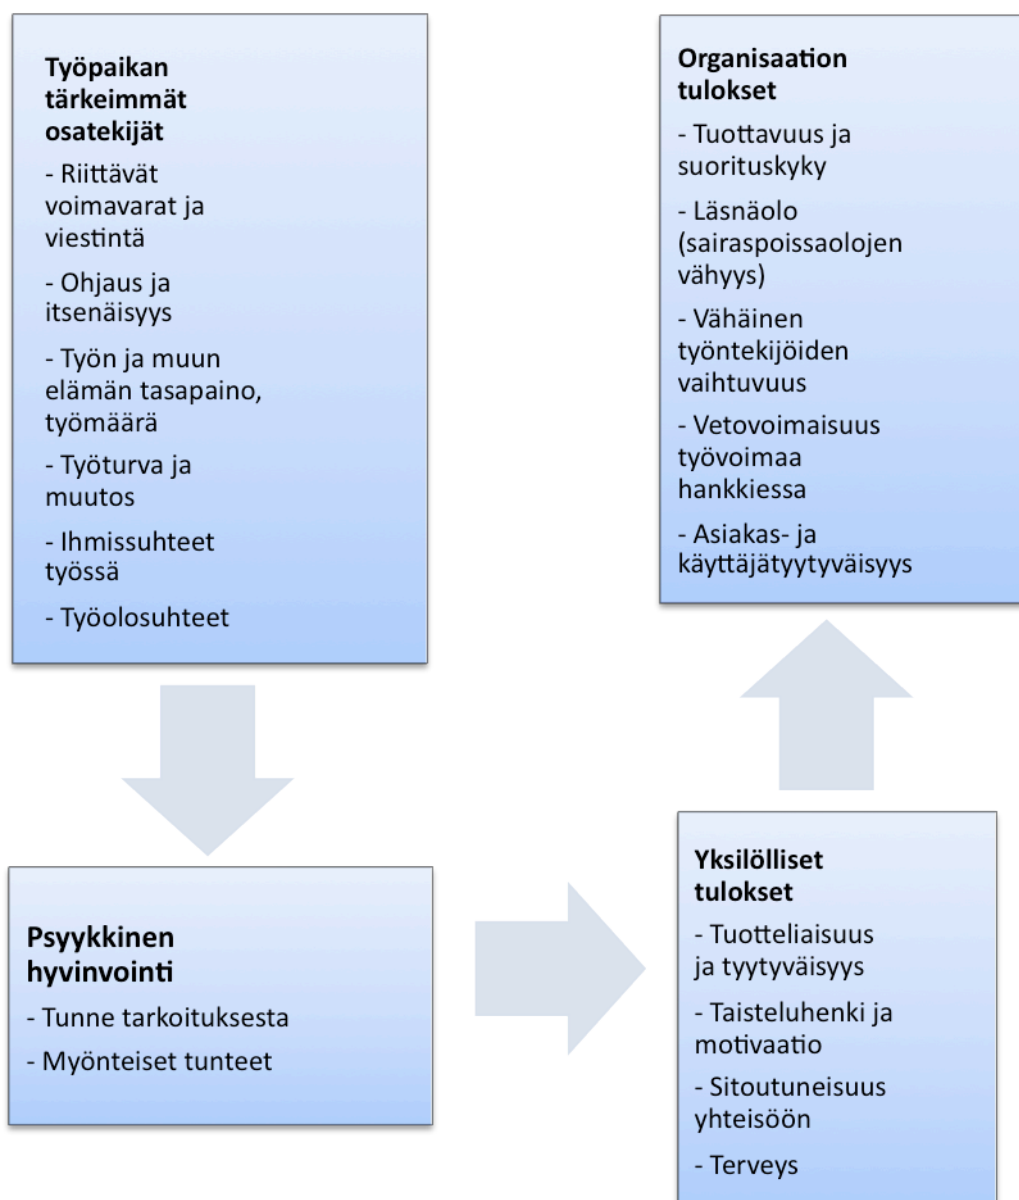 Työpaikan
tärkeimmät
osatekijät
- Riittävät
voimavarat ja
viestintä
- Ohjaus ja
itsenäisyys
- Työn ja muun
elämän tasapaino,
työmäärä
- Työturva ja
muutos
- Ihmissuhteet
työssä
- Työolosuhteet
Psyykkinen
hyvinvointi
- Tunne tarkoituksesta
- Myönteiset tunteet
Yksilölliset
tulokset
- Tuotteliaisuus
ja tyytyväisyys
- Taisteluhenki ja
motivaatio
- Sitoutuneisuus
yhteisöön
- Terveys
Organisaation
tulokset
- Tuottavuus ja
suorituskyky
- Läsnäolo
(sairaspoissaolojen
vähyys)
- Vähäinen
työntekijöiden
vaihtuvuus
- Vetovoimaisuus
työvoimaa
hankkiessa
- Asiakas- ja
käyttäjätyytyväisyys